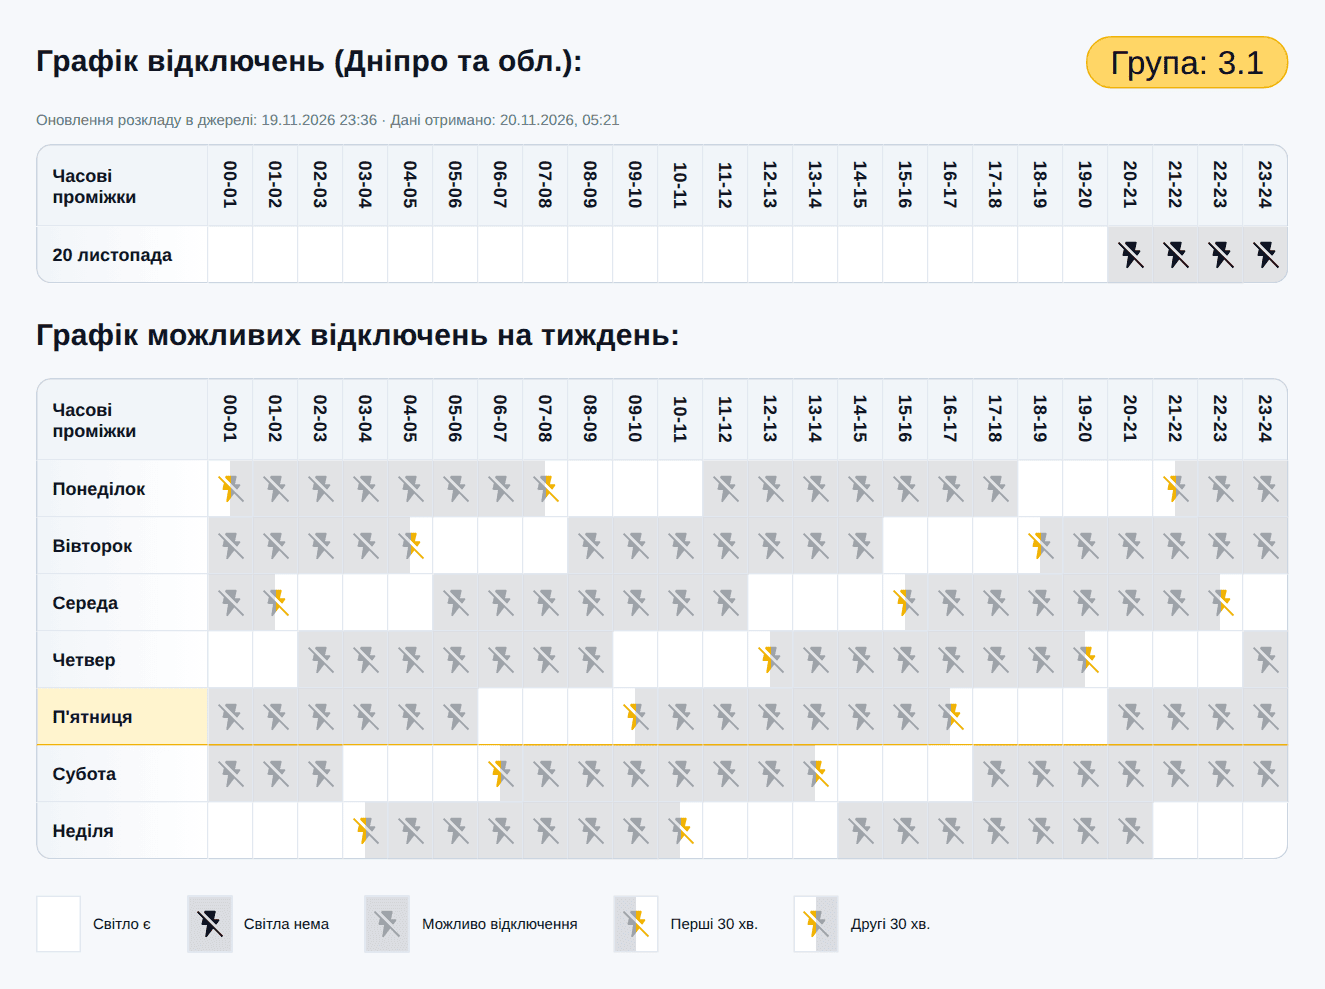 Графік відключень (Дніпро та обл.):
Група: 3.1
Оновлення розкладу в джерелі: 19.11.2026 23:36 · Дані отримано: 20.11.2026, 05:21
Часові
проміжки
00-01 01-02 02-03 03-04 04-05 05-06 06-07 07-08 08-09 09-10 10-11 11-12 12-13 13-14 14-15 15-16 16-17 17-18 18-19 19-20 20-21 21-22 22-23 23-24
20 листопада
Графік можливих відключень на тиждень:
Часові
проміжки
00-01 01-02 02-03 03-04 04-05 05-06 06-07 07-08 08-09 09-10 10-11 11-12 12-13 13-14 14-15 15-16 16-17 17-18 18-19 19-20 20-21 21-22 22-23 23-24
Понеділок
Вівторок
Середа
Четвер
П'ятниця
Субота
Неділя
Світло є
Світла нема
Можливо відключення
Перші 30 хв.
Другі 30 хв.